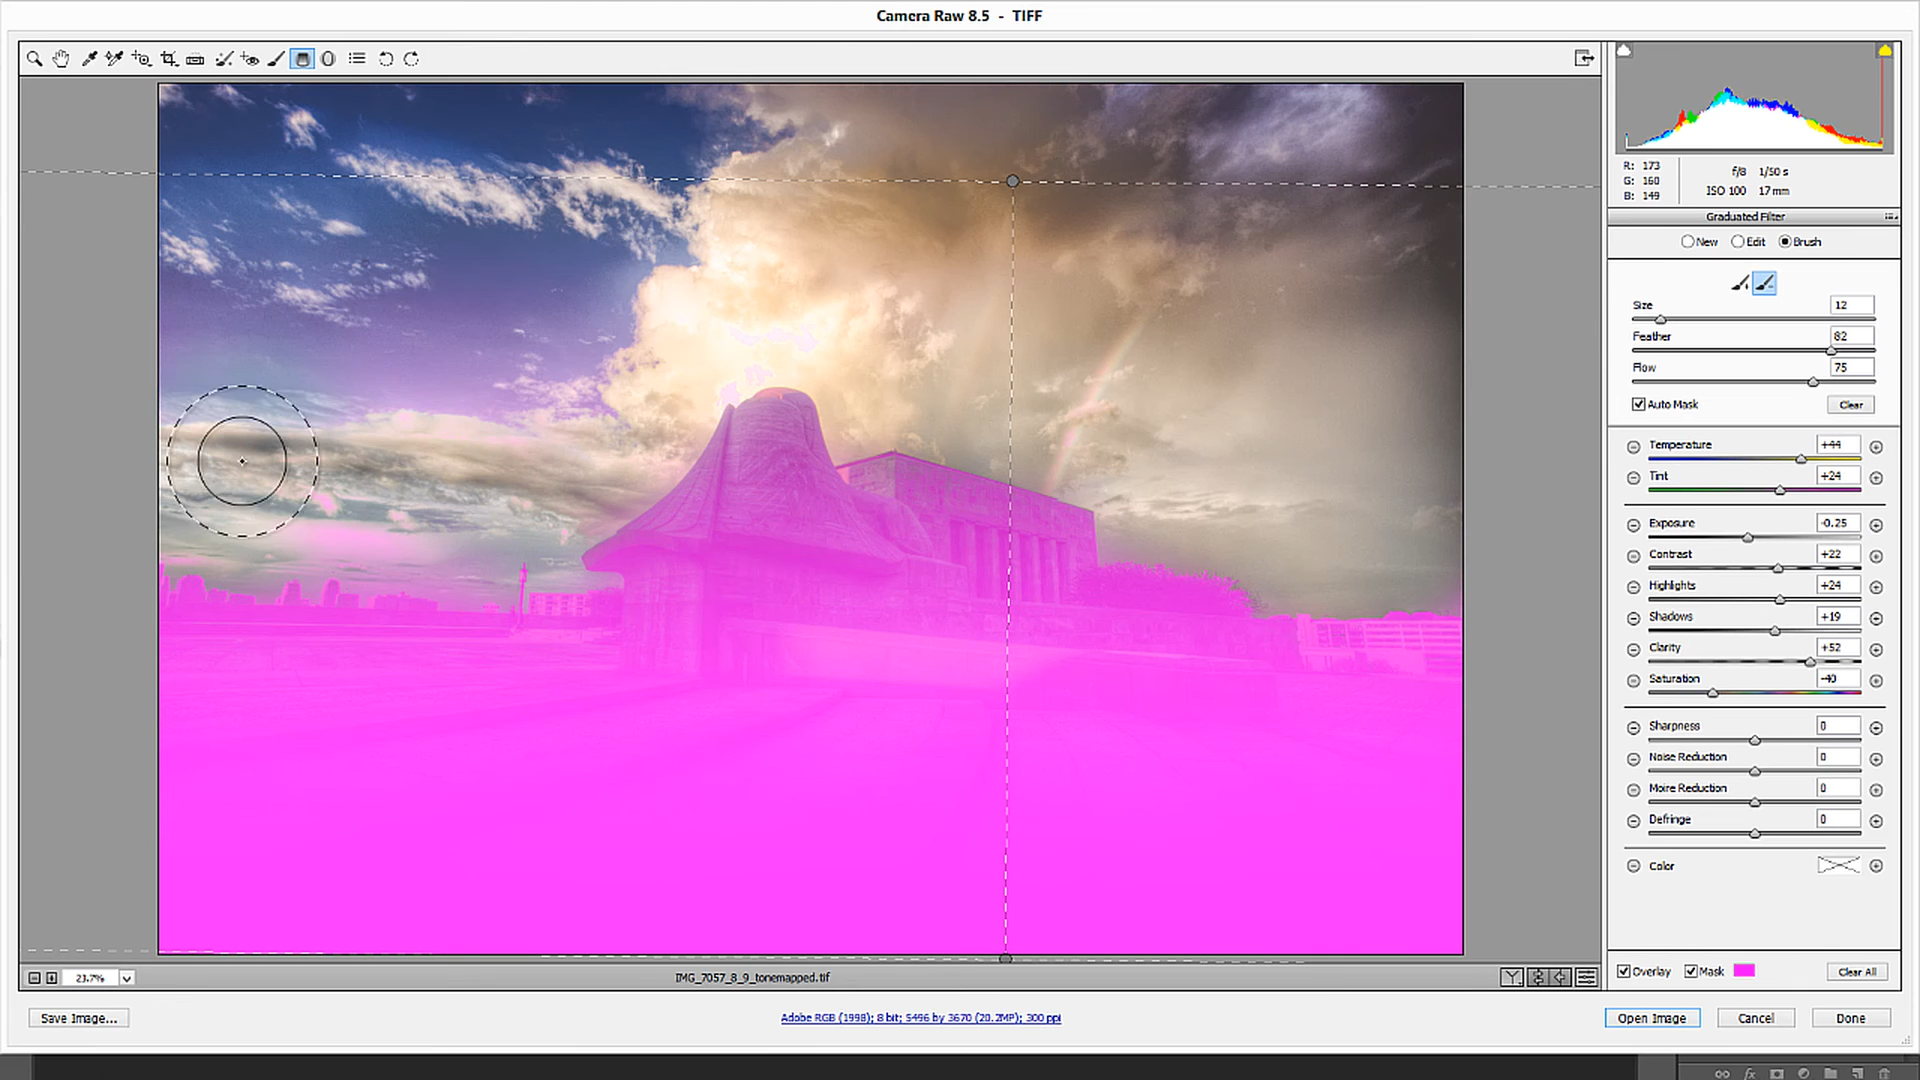 Camera Raw 8.5 - TIFF
R: 173
G: 160
B: 149
f/8 1/50 s
ISO 100 17 mm
Graduated Filter
New Edit Brush
Size 12
Feather 82
Flow 75
Auto Mask Clear
Temperature +44
Tint +24
Exposure -0.25
Contrast +22
Highlights +24
Shadows +19
Clarity +52
Saturation -40
Sharpness 0
Noise Reduction 0
Moire Reduction 0
Defringe 0
Color
Overlay Mask Clear All
23.7% IMG_7057_8_9_tonemapped.tif
Save Image... Adobe RGB (1998); 8 bit; 5496 by 3670 (20.2MP); 300 ppi Open Image Cancel Done
fx